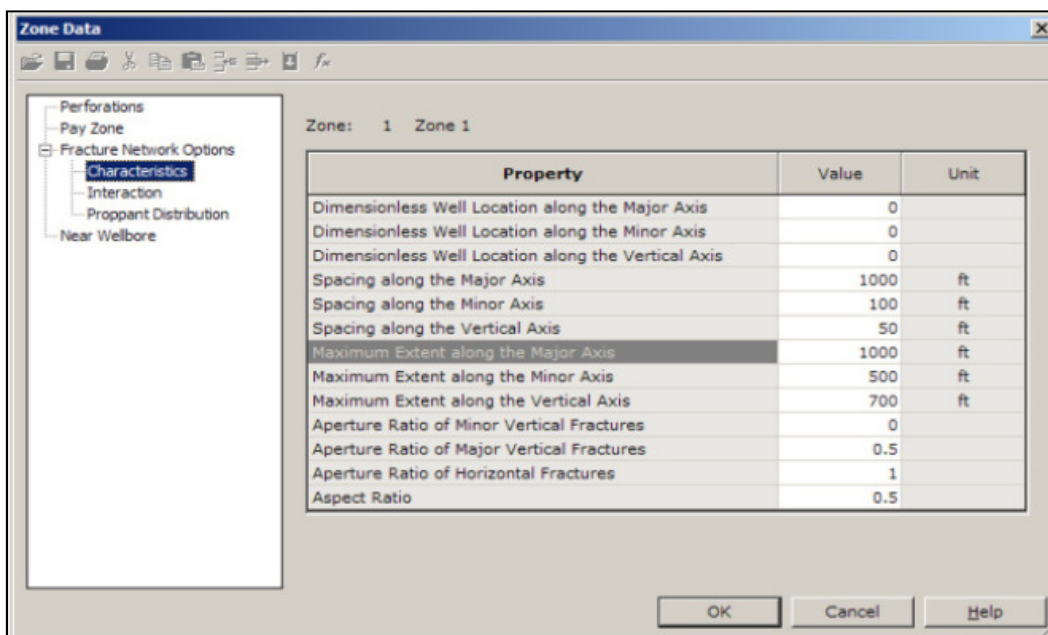 Zone Data
Perforations
Pay Zone
Fracture Network Options
Characteristics
Interaction
Proppant Distribution
Near Wellbore
Zone: 1 Zone 1
Property Value Unit
Dimensionless Well Location along the Major Axis 0
Dimensionless Well Location along the Minor Axis 0
Dimensionless Well Location along the Vertical Axis 0
Spacing along the Major Axis 1000 ft
Spacing along the Minor Axis 100 ft
Spacing along the Vertical Axis 50 ft
Maximum Extent along the Major Axis 1000 ft
Maximum Extent along the Minor Axis 500 ft
Maximum Extent along the Vertical Axis 700 ft
Aperture Ratio of Minor Vertical Fractures 0
Aperture Ratio of Major Vertical Fractures 0.5
Aperture Ratio of Horizontal Fractures 1
Aspect Ratio 0.5
OK Cancel Help